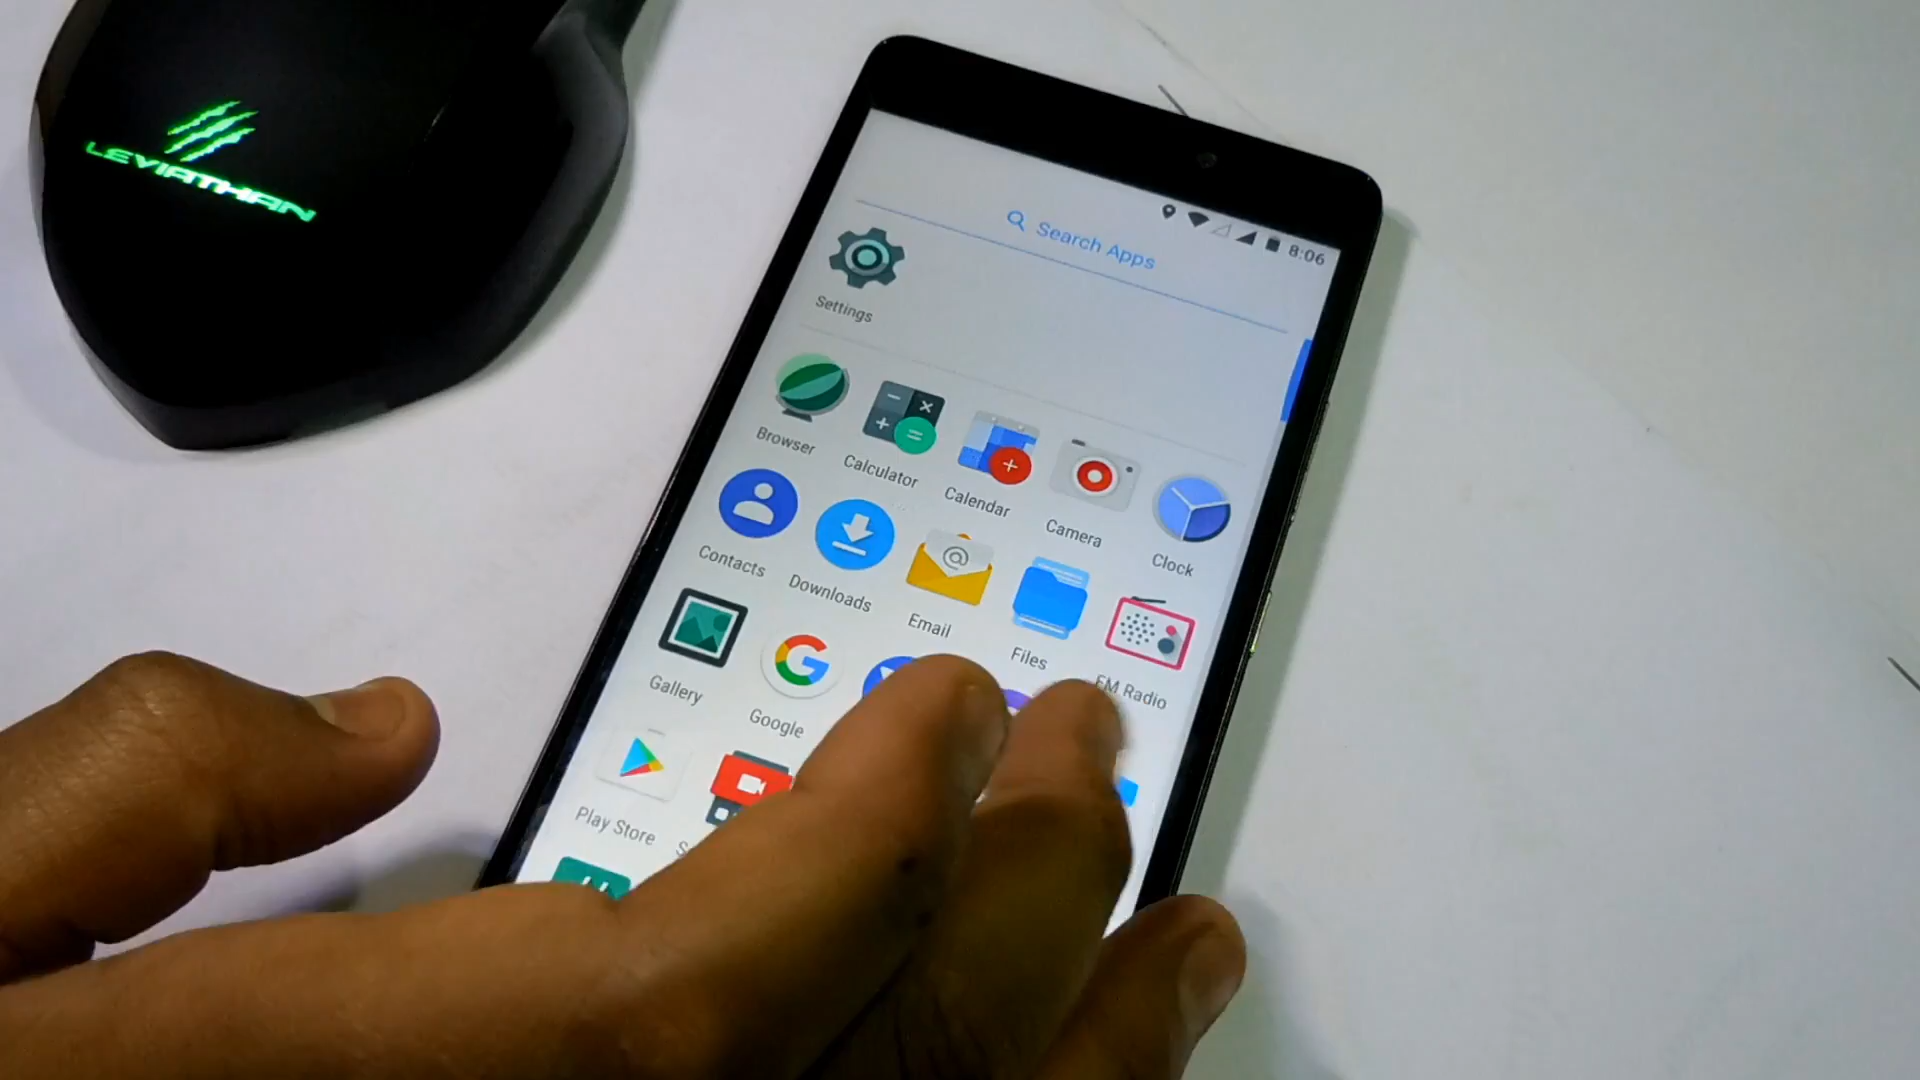 LEVIATHAN
8:06
Search Apps
Settings
Browser
Calculator
Calendar
Camera
Clock
Contacts
Downloads
Email
Files
FM Radio
Gallery
Google
Play Store